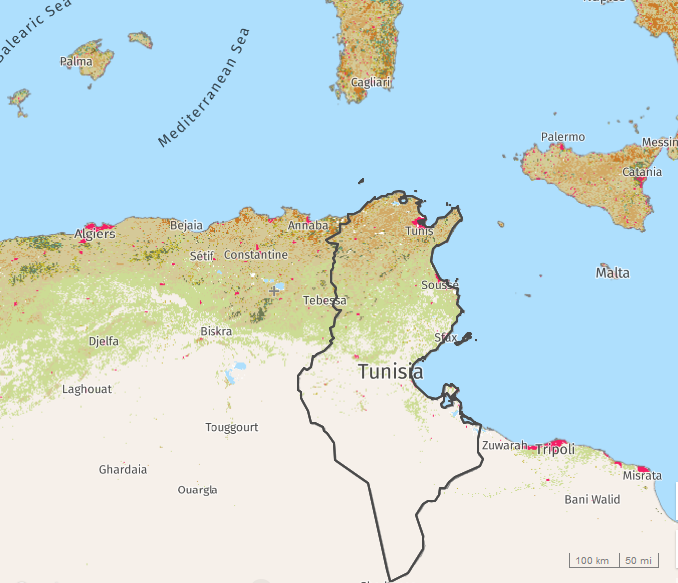 Balearic Sea
Palma
Mediterranean Sea
Cagliari
Palermo
Messin
Catania
Algiers
Bejaia
Annaba
Tunis
Sétif
Constantine
Malta
Tebessa
Sousse
Biskra
Sfax
Djelfa
Tunisia
Laghouat
Touggourt
Zuwarah
Tripoli
Ghardaia
Misrata
Ouargla
Bani Walid
100 km
50 mi